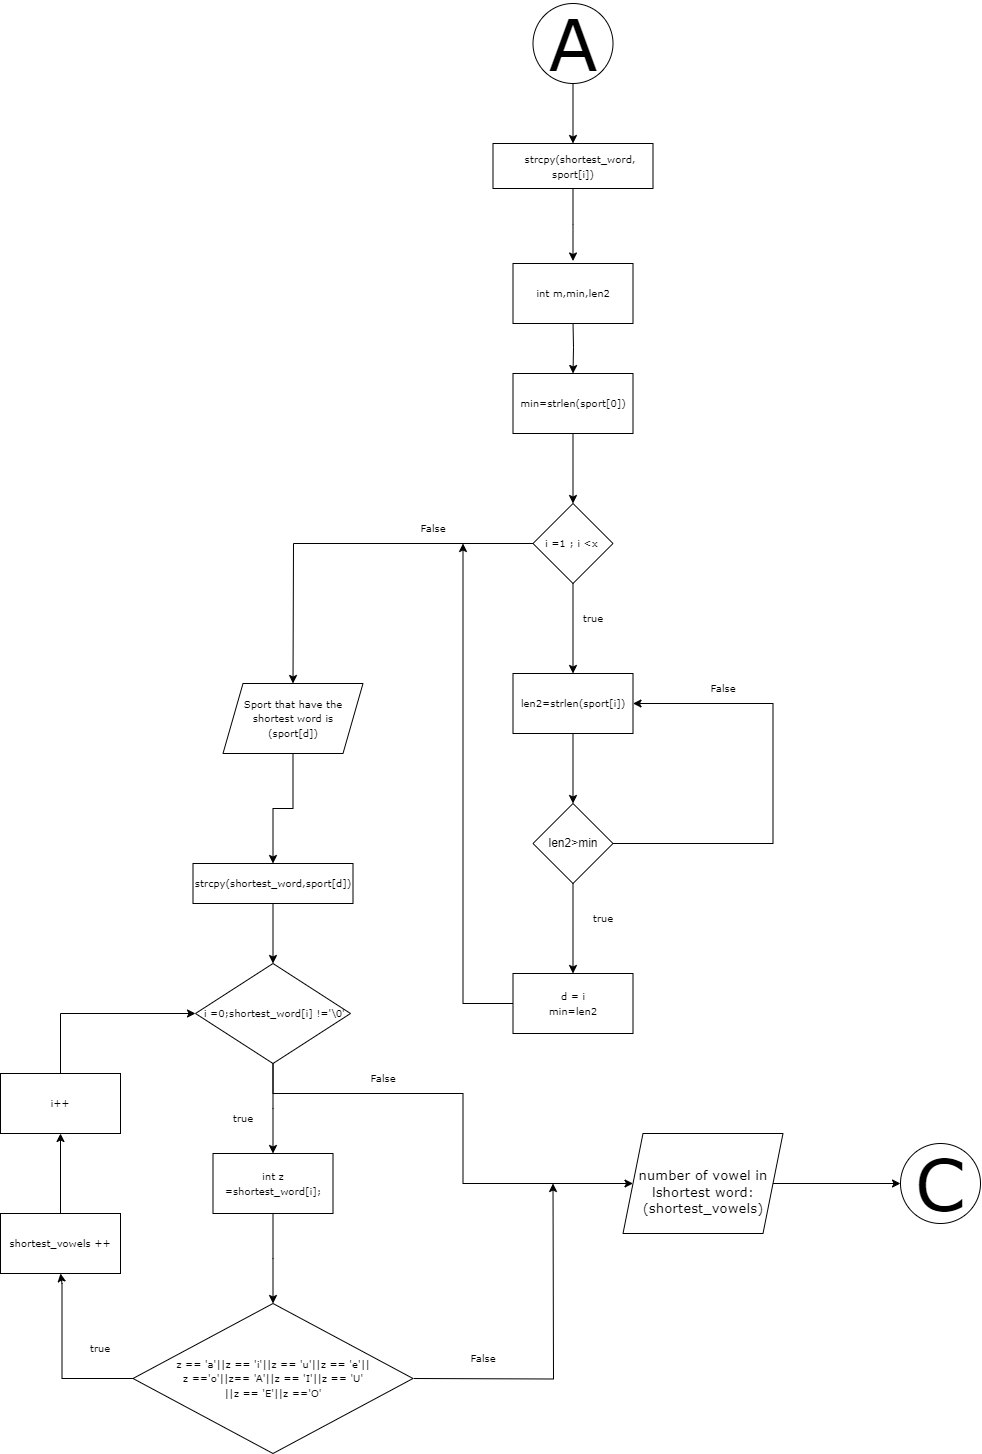 A
strcpy(shortest_word,
sport[i])
int m,min,len2
min=strlen(sport[0])
False
i =1 ; i <x
true
Sport that have the
shortest word is
(sport[d])
len2=strlen(sport[i])
False
len2>min
true
strcpy(shortest_word,sport[d])
d = i
min=len2
i =0;shortest_word[i] !='\0'
False
i++
true
int z
=shortest_word[i];
number of vowel in
lshortest word:
(shortest_vowels)
C
shortest_vowels ++
true
False
z == 'a'||z == 'i'||z == 'u'||z == 'e'||
z =='o'||z== 'A'||z == 'I'||z == 'U'
||z == 'E'||z =='O'